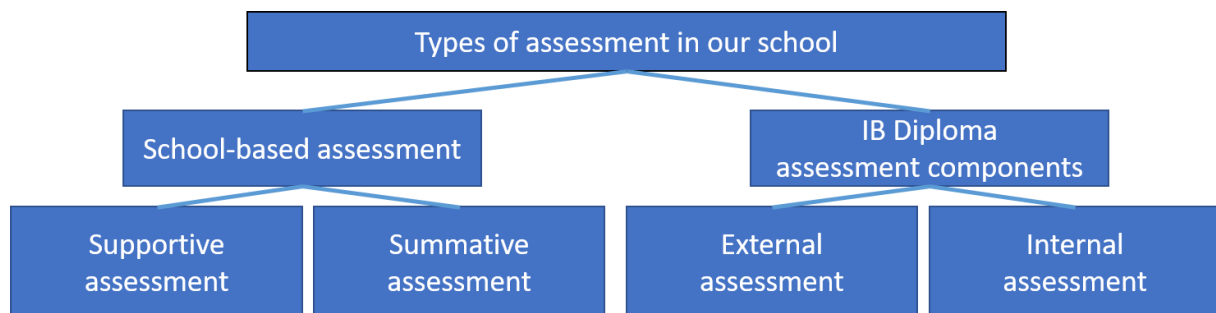 Types of assessment in our school
School-based assessment
IB Diploma
assessment components
Supportive
assessment
Summative
assessment
External
assessment
Internal
assessment